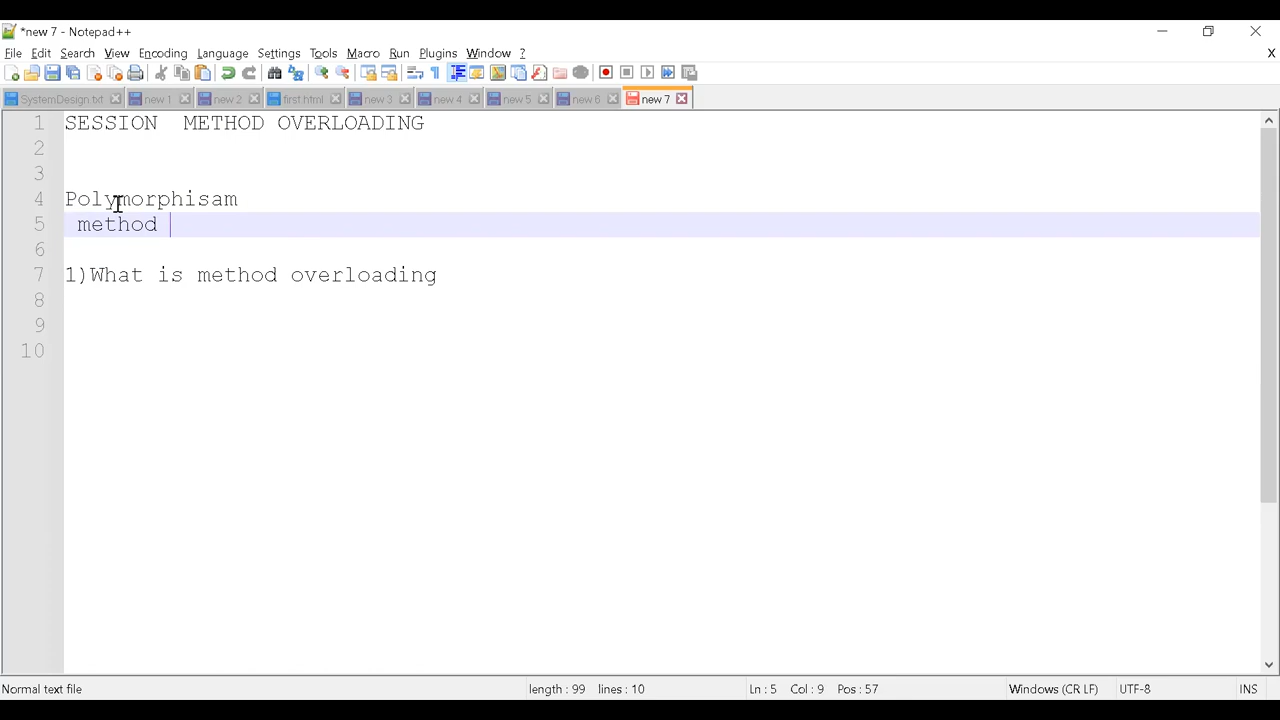 *new 7 - Notepad++
File Edit Search View Encoding Language Settings Tools Macro Run Plugins Window ? X
SystemDesign.txt new 1 new 2 first.html new 3 new 4 new 5 new 6 new 7
1 SESSION  METHOD OVERLOADING
2
3
4 Polymorphisam
5 method
6
7 1)What is method overloading
8
9
10
Normal text file length : 99 lines : 10 Ln : 5 Col : 9 Pos : 57 Windows (CR LF) UTF-8 INS